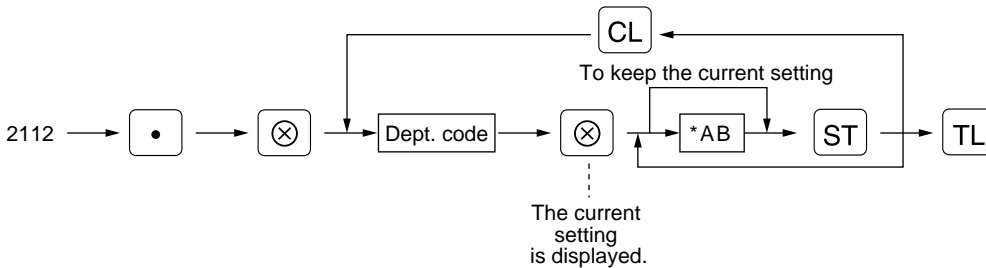 CL
To keep the current setting
2112
•
⊗
Dept. code
⊗
*AB
ST
TL
The current
setting
is displayed.